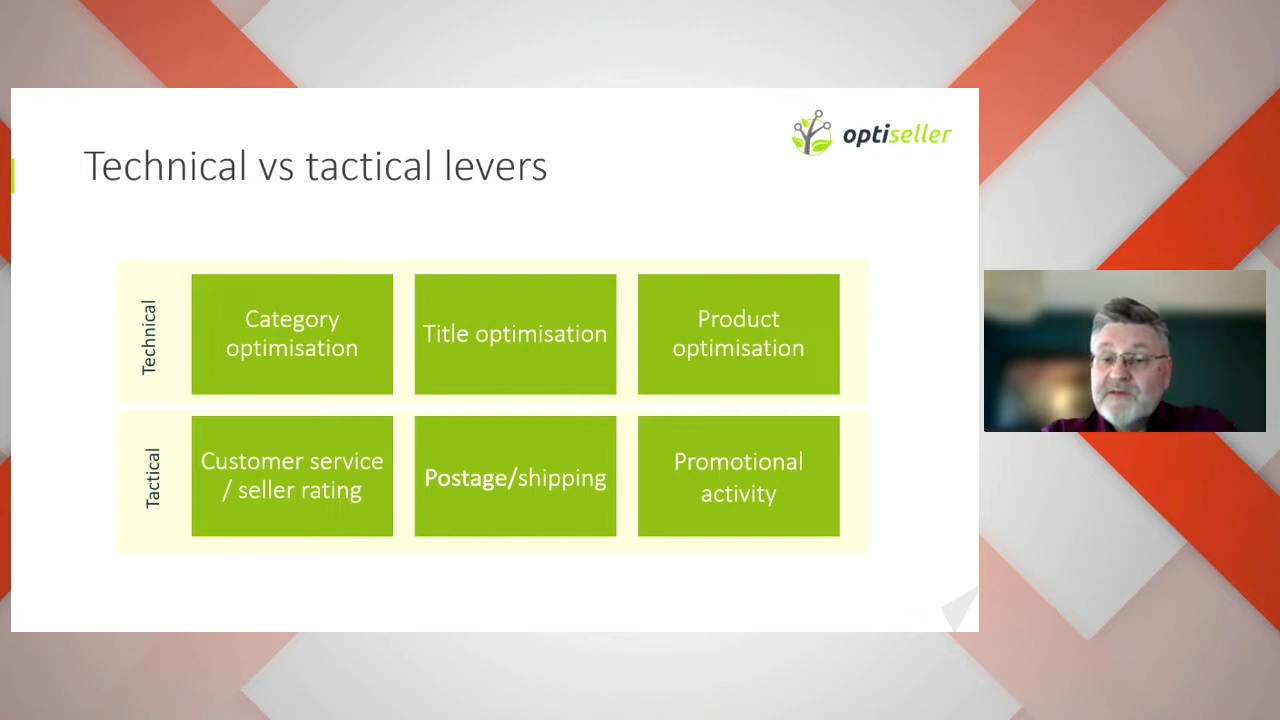 optiseller
Technical vs tactical levers
Technical
Category
optimisation
Title optimisation
Product
optimisation
Tactical
Customer service
/ seller rating
Postage/shipping
Promotional
activity